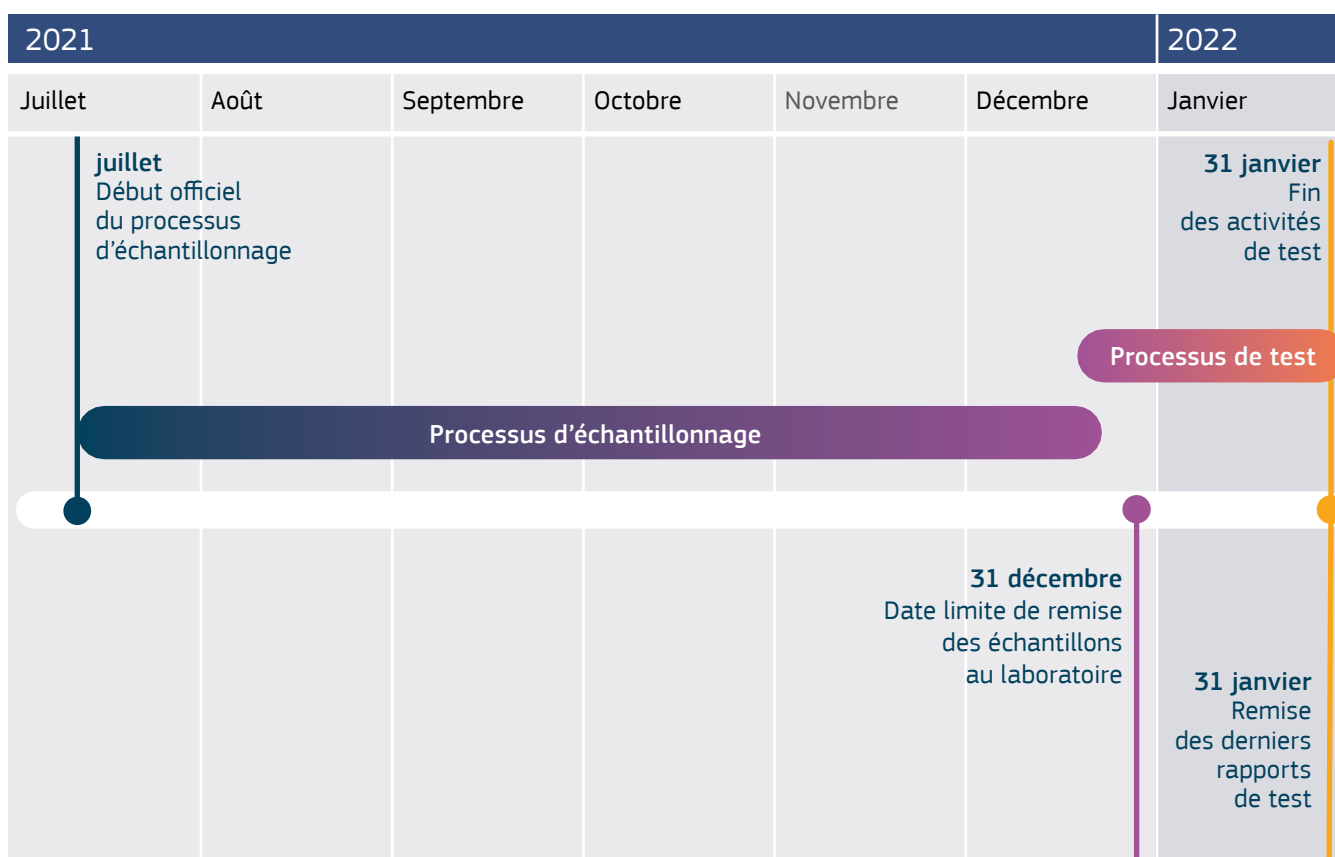 2021
2022
Juillet
Août
Septembre
Octobre
Novembre
Décembre
Janvier
juillet
Début officiel
du processus
d'échantillonnage
31 janvier
Fin
des activités
de test
Processus de test
Processus d'échantillonnage
31 décembre
Date limite de remise
des échantillons
au laboratoire
31 janvier
Remise
des derniers
rapports
de test